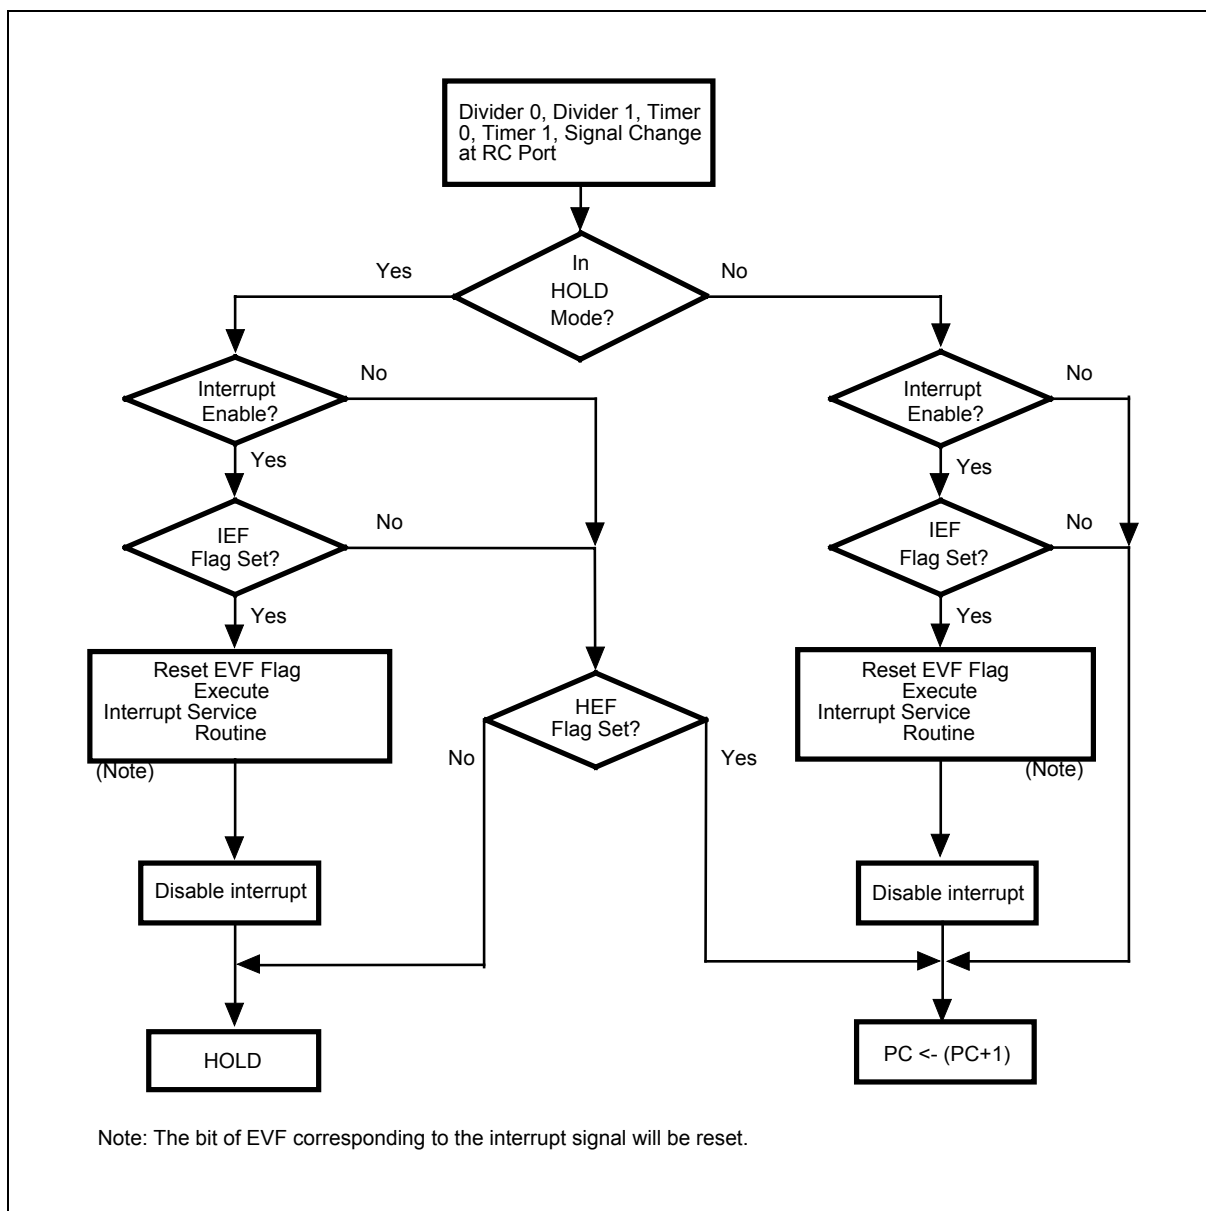 Divider 0, Divider 1, Timer
0, Timer 1, Signal Change
at RC Port
In
HOLD
Mode?
Yes
No
Interrupt
Enable?
No
Interrupt
Enable?
No
Yes
Yes
IEF
Flag Set?
No
IEF
Flag Set?
No
Yes
Yes
Reset EVF Flag
Execute
Interrupt Service
Routine
(Note)
HEF
Flag Set?
No
Yes
Reset EVF Flag
Execute
Interrupt Service
Routine
(Note)
Disable interrupt
Disable interrupt
HOLD
PC <- (PC+1)
Note: The bit of EVF corresponding to the interrupt signal will be reset.